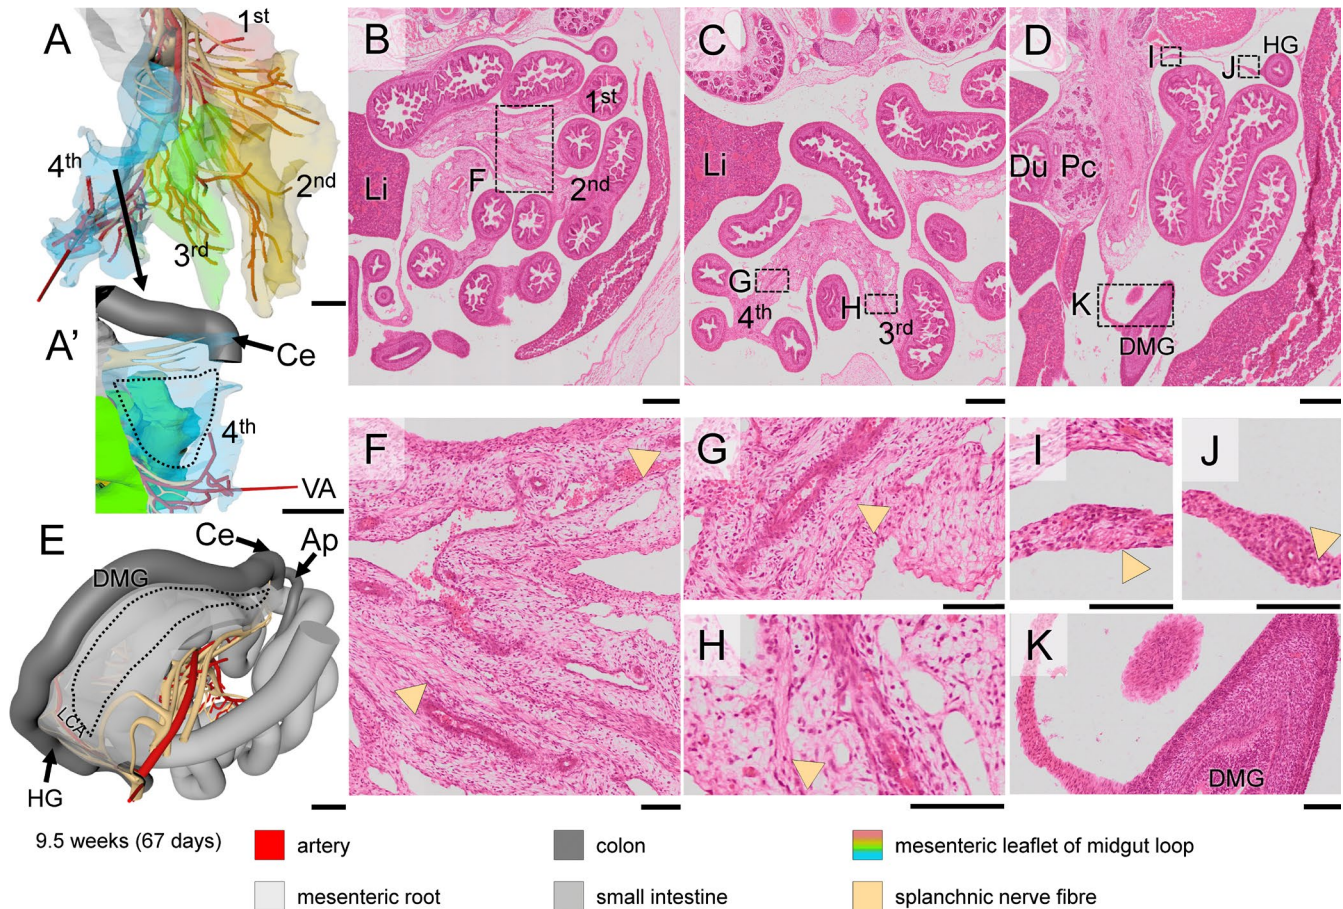 A
1st
4th
2nd
3rd
A'
Ce
4th
VA
B
1st
F
2nd
Li
C
Li
G
4th
H
3rd
D
I
J
HG
Du
Pc
K
DMG
E
Ce
Ap
DMG
LCA
HG
F
G
H
I
J
K
DMG
9.5 weeks (67 days)
artery
colon
mesenteric leaflet of midgut loop
mesenteric root
small intestine
splanchnic nerve fibre